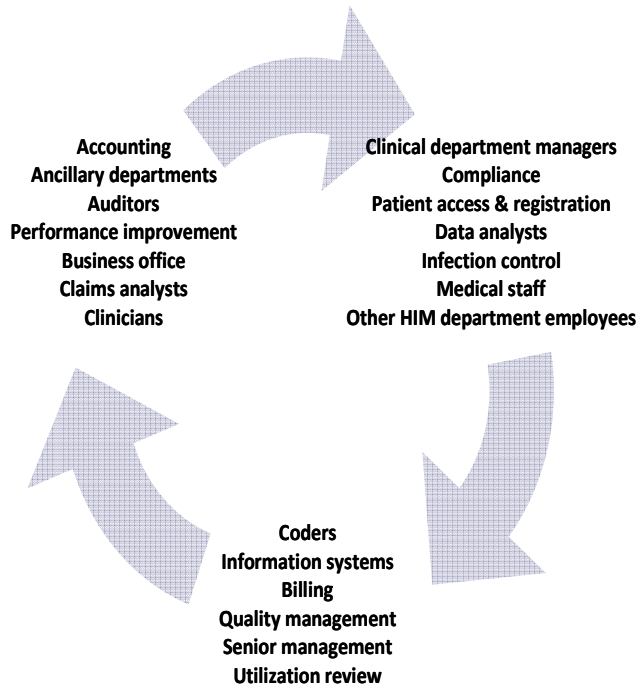 Accounting
Ancillary departments
Auditors
Performance improvement
Business office
Claims analysts
Clinicians
Clinical department managers
Compliance
Patient access & registration
Data analysts
Infection control
Medical staff
Other HIM department employees
Coders
Information systems
Billing
Quality management
Senior management
Utilization review